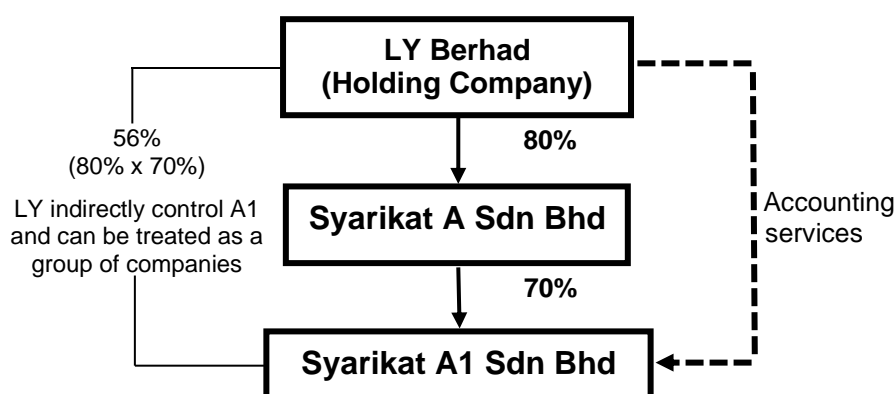 LY Berhad
(Holding Company)
56%
(80% x 70%)
80%
LY indirectly control A1
and can be treated as a
group of companies
Syarikat A Sdn Bhd
Accounting
services
70%
Syarikat A1 Sdn Bhd